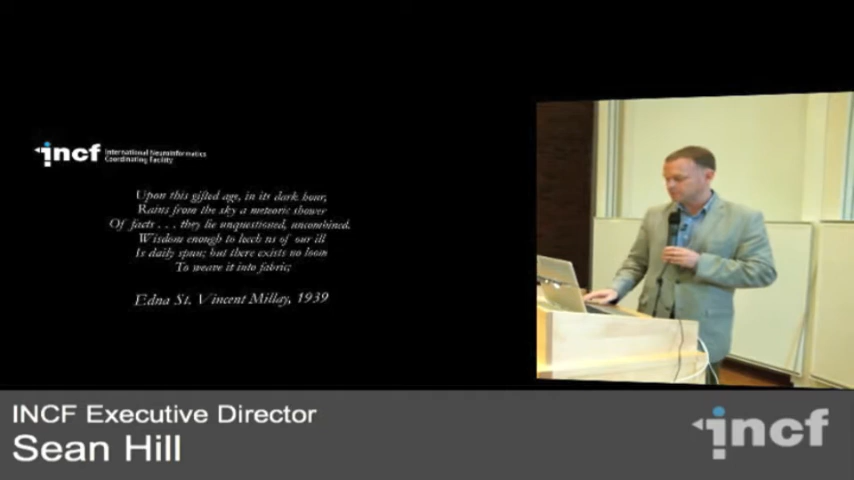 incf International Neuroinformatics
Coordinating Facility
Upon this gifted age, in its dark hour,
Rains from the sky a meteoric shower
Of facts . . . they lie unquestioned, uncombined.
Wisdom enough to leech us of our ill
Is daily spun; but there exists no loom
To weave it into fabric;
Edna St. Vincent Millay, 1939
INCF Executive Director
Sean Hill
incf